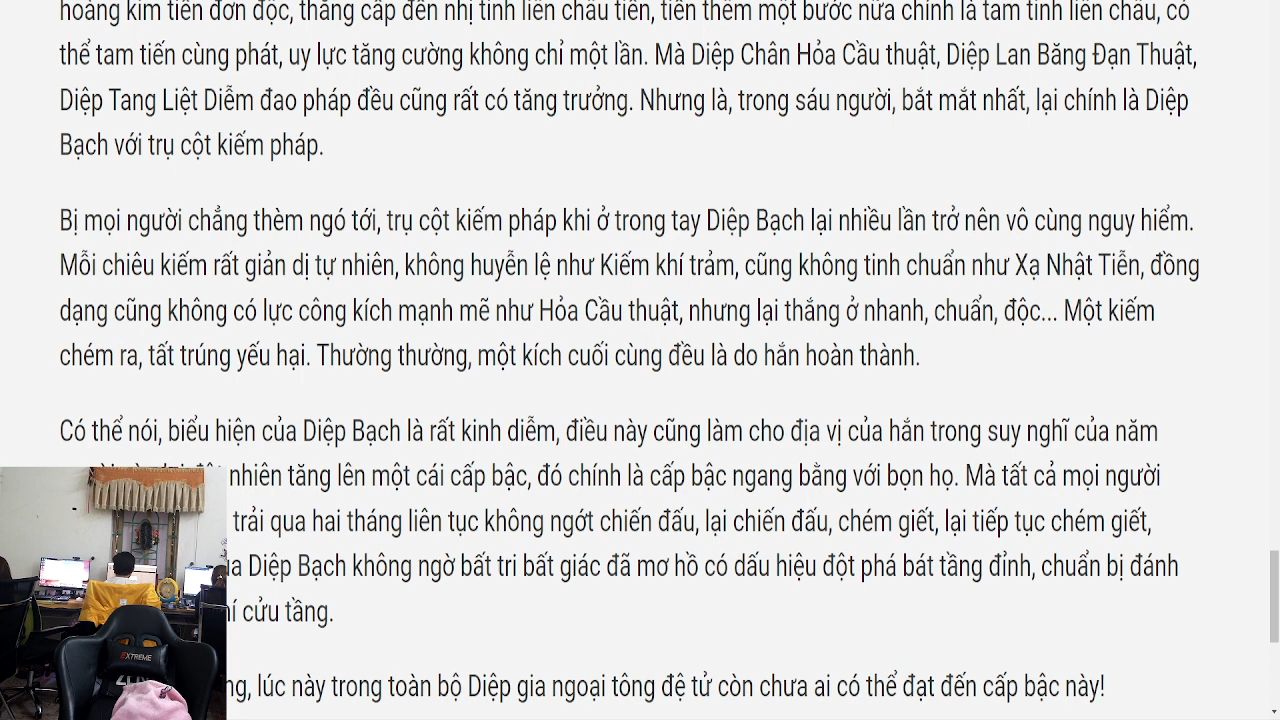 hoàng kim tiễn đơn độc, thăng cấp đến nhị tinh liên châu tiễn, tiến thêm một bước nữa chính là tam tinh liên châu, có
thể tam tiến cùng phát, uy lực tăng cường không chỉ một lần. Mà Diệp Chân Hỏa Cầu thuật, Diệp Lan Băng Đạn Thuật,
Diệp Tang Liệt Diễm đao pháp đều cũng rất có tăng trưởng. Nhưng là, trong sáu người, bắt mắt nhất, lại chính là Diệp
Bạch với trụ cột kiếm pháp.
Bị mọi người chẳng thèm ngó tới, trụ cột kiếm pháp khi ở trong tay Diệp Bạch lại nhiều lần trở nên vô cùng nguy hiểm.
Mỗi chiêu kiếm rất giản dị tự nhiên, không huyễn lệ như Kiếm khí trảm, cũng không tinh chuẩn như Xạ Nhật Tiễn, đồng
dạng cũng không có lực công kích mạnh mẽ như Hỏa Cầu thuật, nhưng lại thắng ở nhanh, chuẩn, độc... Một kiếm
chém ra, tất trúng yếu hại. Thường thường, một kích cuối cùng đều là do hắn hoàn thành.
Có thể nói, biểu hiện của Diệp Bạch là rất kinh diễm, điều này cũng làm cho địa vị của hắn trong suy nghĩ của năm
nhiên tăng lên một cái cấp bậc, đó chính là cấp bậc ngang bằng với bọn họ. Mà tất cả mọi người
trải qua hai tháng liên tục không ngớt chiến đấu, lại chiến đấu, chém giết, lại tiếp tục chém giết,
Diệp Bạch không ngờ bất tri bất giác đã mơ hồ có dấu hiệu đột phá bát tầng đỉnh, chuẩn bị đánh
cửu tầng.
lúc này trong toàn bộ Diệp gia ngoại tông đệ tử còn chưa ai có thể đạt đến cấp bậc này!
EXTREME